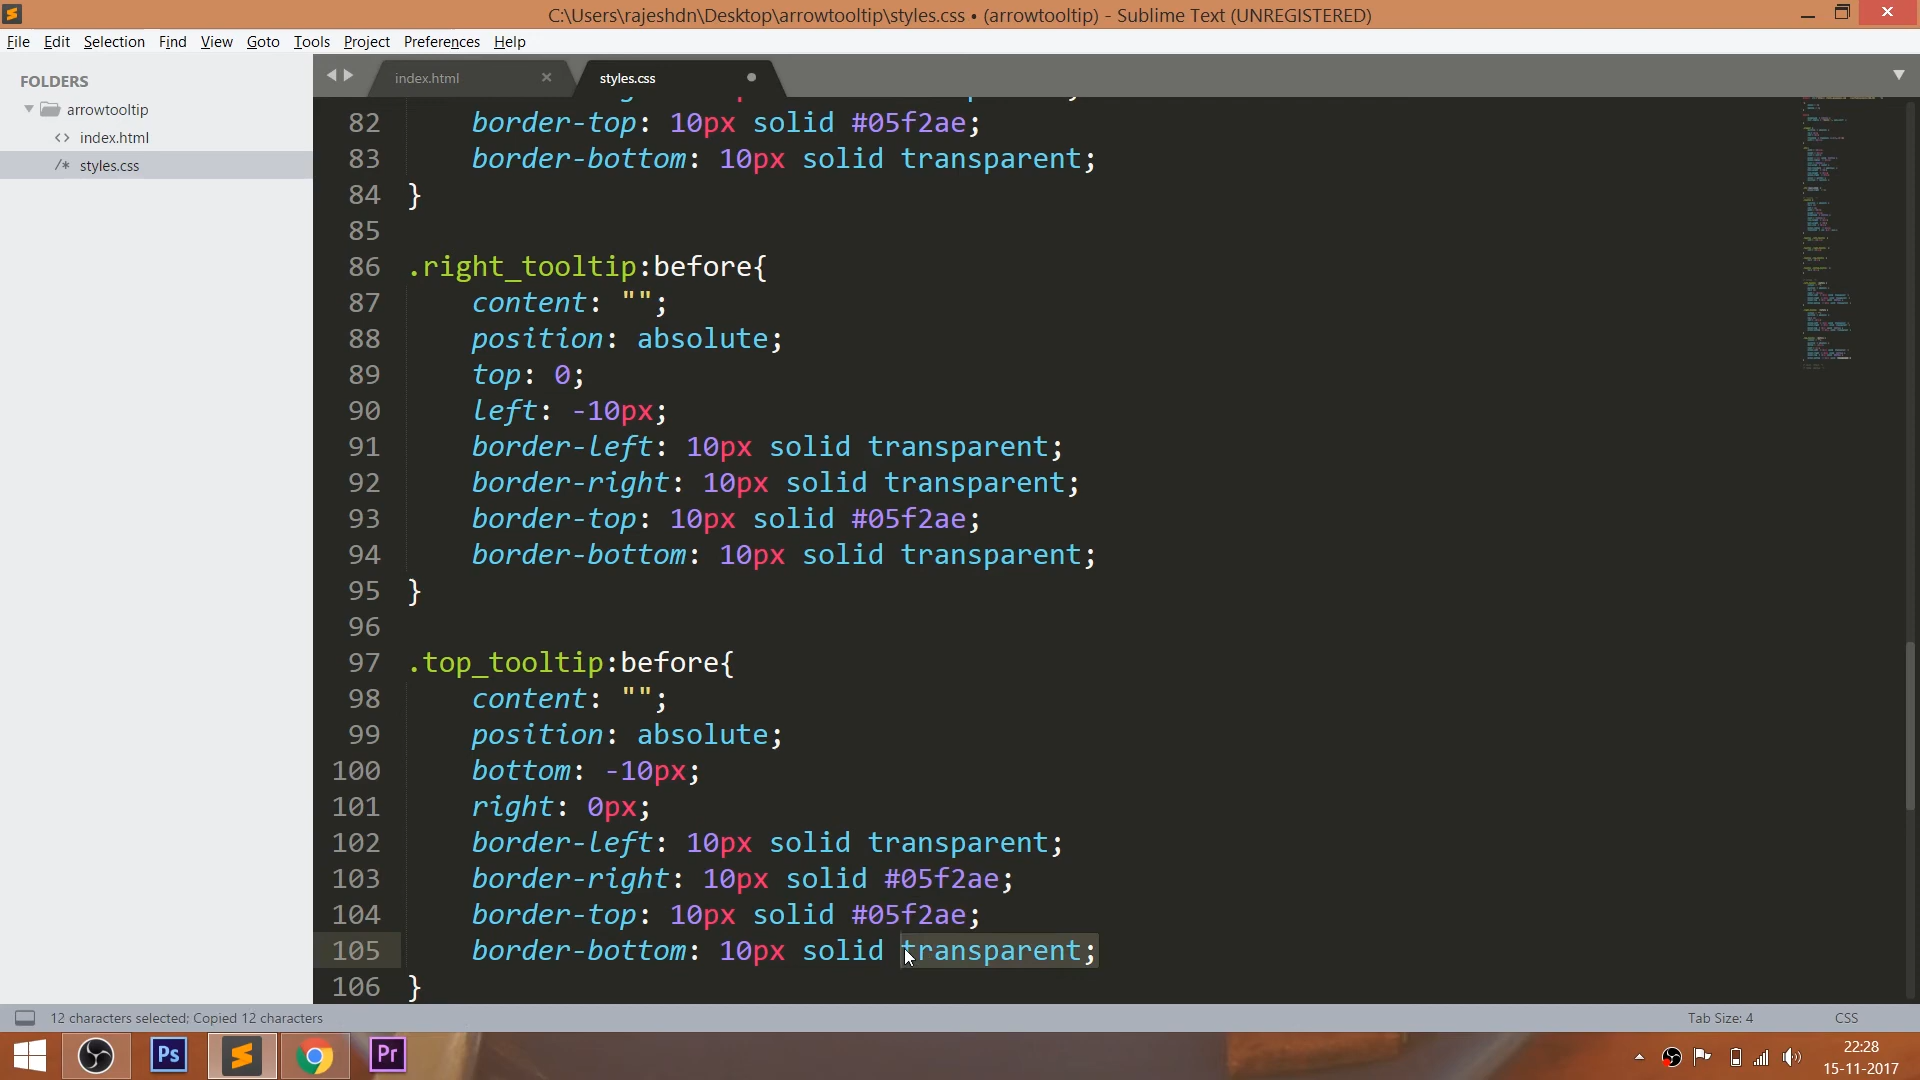 C:\Users\rajeshdn\Desktop\arrowtooltip\styles.css • (arrowtooltip) - Sublime Text (UNREGISTERED)
File Edit Selection Find View Goto Tools Project Preferences Help
FOLDERS
arrowtooltip
<> index.html
/* styles.css
index.html × styles.css
82 border-top: 10px solid #05f2ae;
83 border-bottom: 10px solid transparent;
84 }
85
86 .right_tooltip:before{
87 content: "";
88 position: absolute;
89 top: 0;
90 left: -10px;
91 border-left: 10px solid transparent;
92 border-right: 10px solid transparent;
93 border-top: 10px solid #05f2ae;
94 border-bottom: 10px solid transparent;
95 }
96
97 .top_tooltip:before{
98 content: "";
99 position: absolute;
100 bottom: -10px;
101 right: 0px;
102 border-left: 10px solid transparent;
103 border-right: 10px solid #05f2ae;
104 border-top: 10px solid #05f2ae;
105 border-bottom: 10px solid transparent;
106 }
12 characters selected; Copied 12 characters
Tab Size: 4 CSS
Ps Pr
22:28
15-11-2017